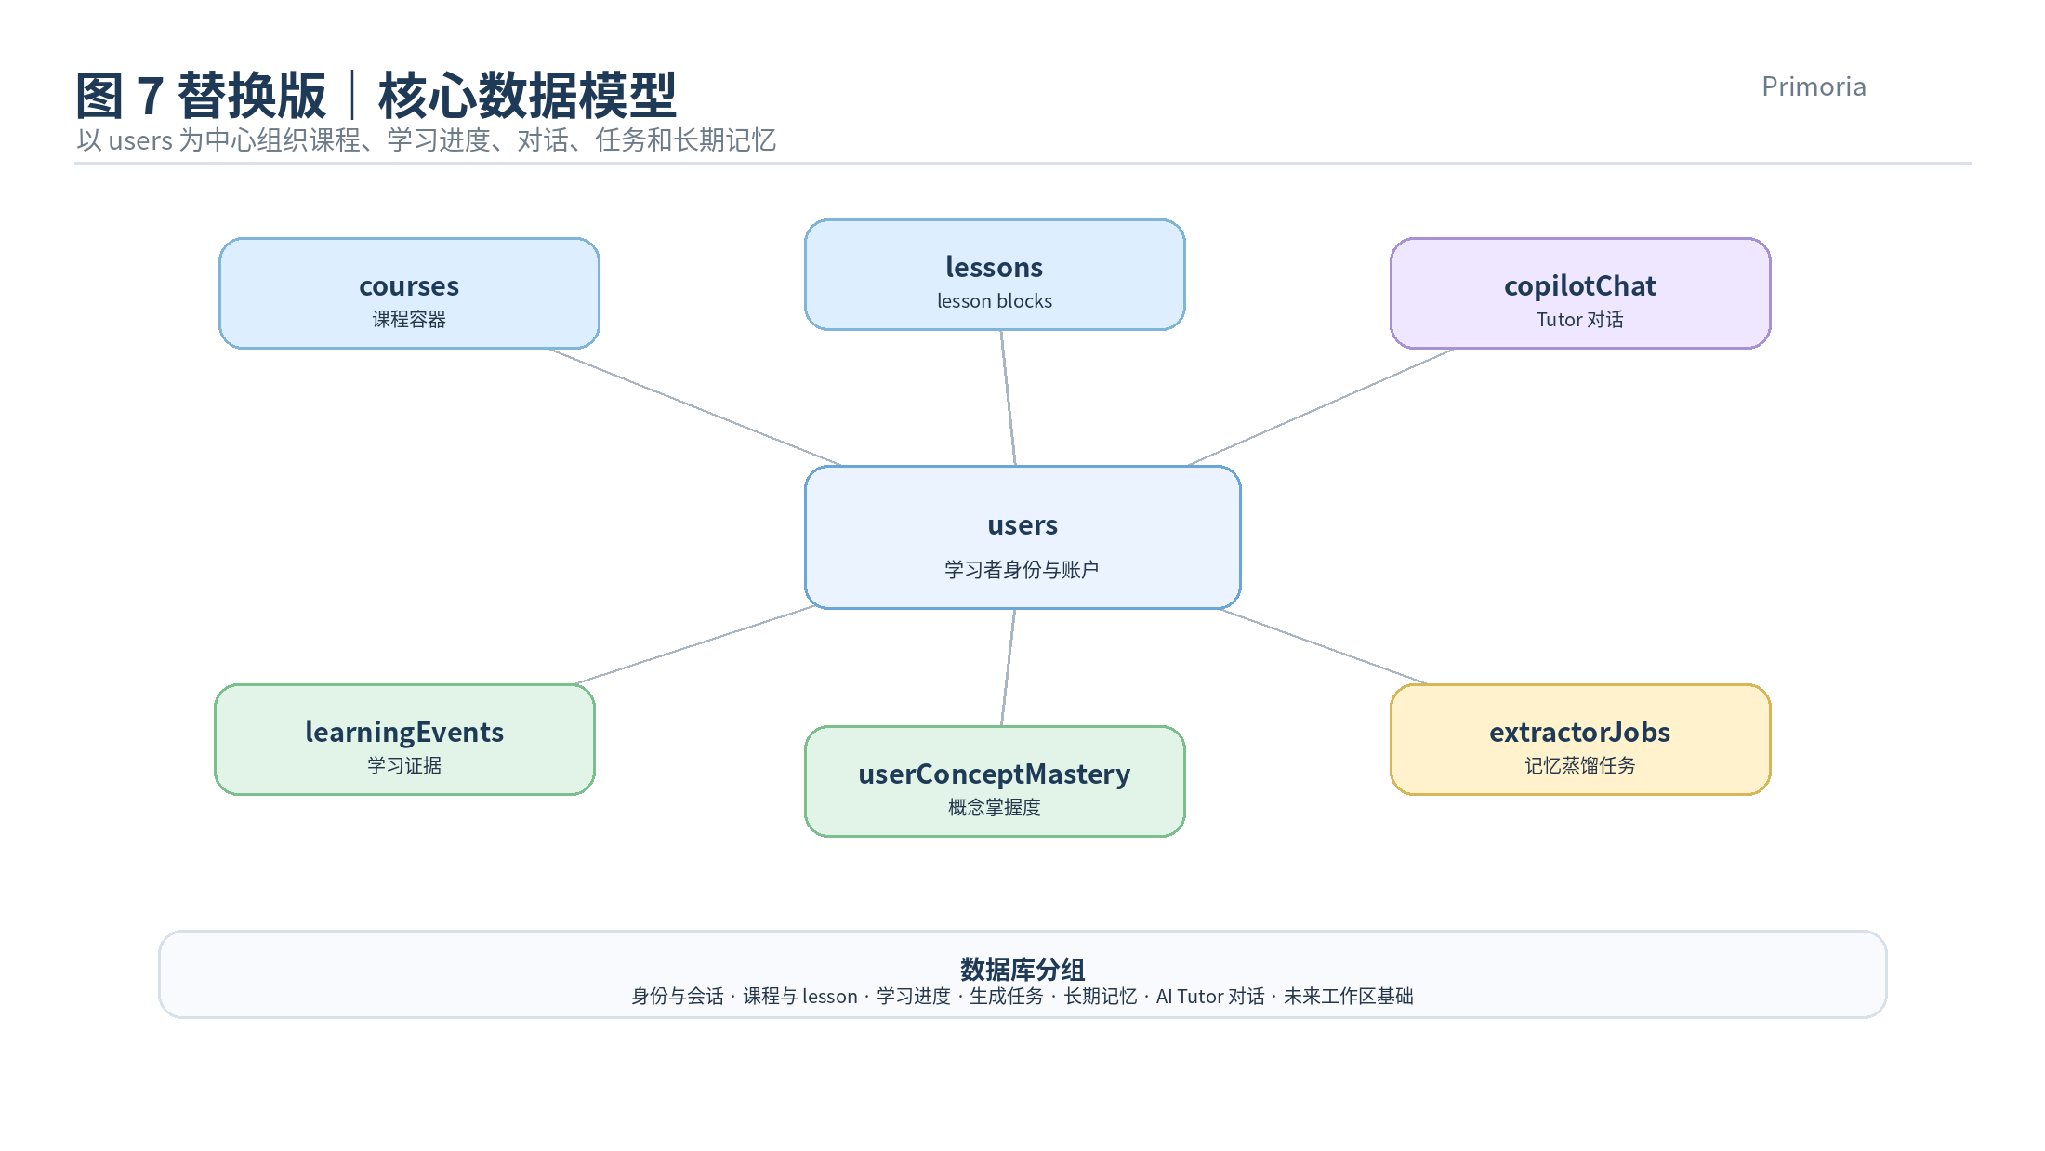 图 7 替换版｜核心数据模型
Primoria
以 users 为中心组织课程、学习进度、对话、任务和长期记忆
courses
课程容器
lessons
lesson blocks
copilotChat
Tutor 对话
users
学习者身份与账户
learningEvents
学习证据
userConceptMastery
概念掌握度
extractorJobs
记忆蒸馏任务
数据库分组
身份与会话 · 课程与 lesson · 学习进度 · 生成任务 · 长期记忆 · AI Tutor 对话 · 未来工作区基础